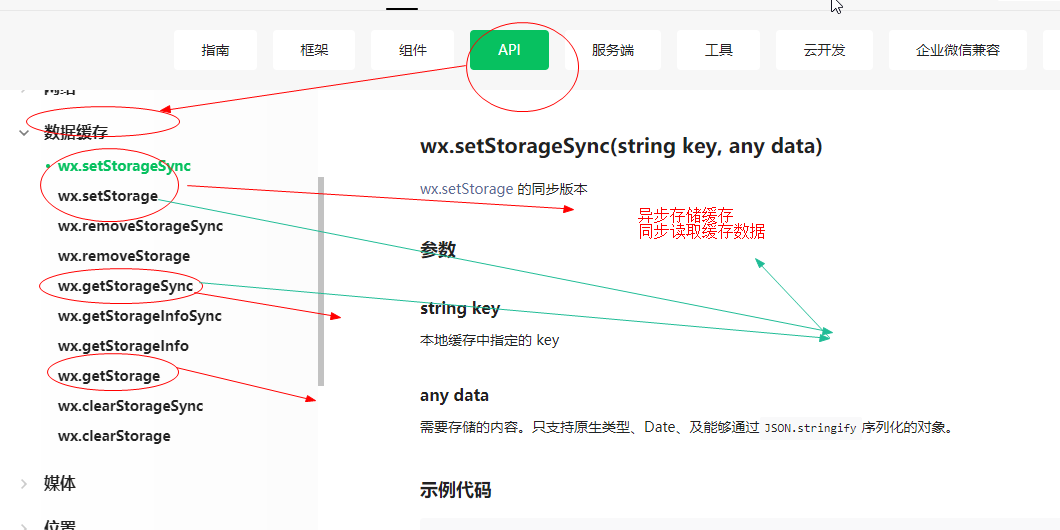 指南 框架 组件 API 服务端 工具 云开发 企业微信兼容
网络
数据缓存
wx.setStorageSync
wx.setStorage
wx.removeStorageSync
wx.removeStorage
wx.getStorageSync
wx.getStorageInfoSync
wx.getStorageInfo
wx.getStorage
wx.clearStorageSync
wx.clearStorage
媒体
位置
wx.setStorageSync(string key, any data)
wx.setStorage 的同步版本
异步存储缓存
同步读取缓存数据
参数
string key
本地缓存中指定的 key
any data
需要存储的内容。只支持原生类型、Date、及能够通过 JSON.stringify 序列化的对象。
示例代码